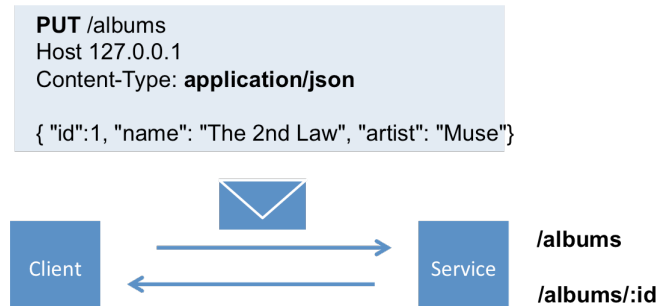 PUT /albums
Host 127.0.0.1
Content-Type: application/json
{ "id":1, "name": "The 2nd Law", "artist": "Muse"}
Client
Service
/albums
/albums/:id